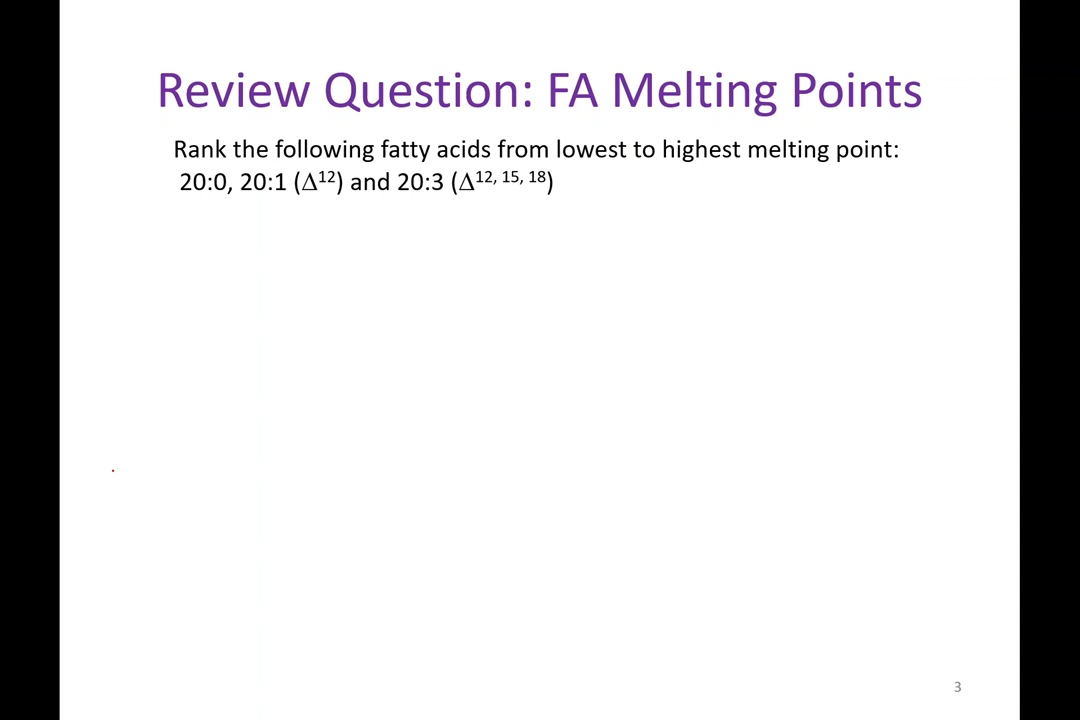 Review Question: FA Melting Points
Rank the following fatty acids from lowest to highest melting point:
20:0, 20:1 (Δ¹²) and 20:3 (Δ¹², ¹⁵, ¹⁸)
3